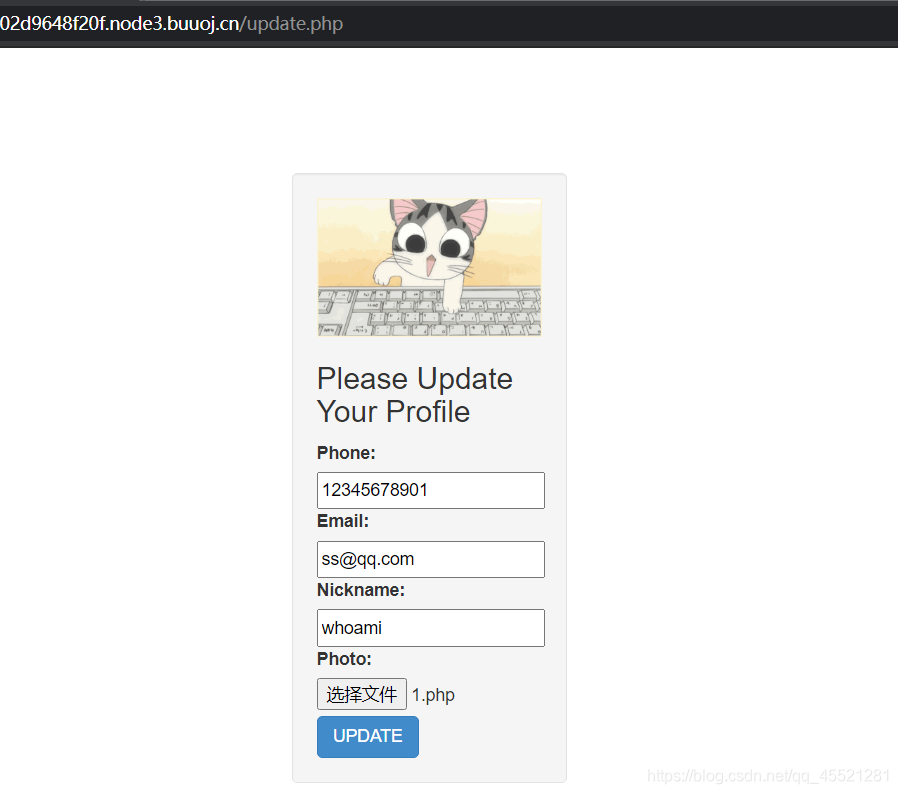 02d9648f20f.node3.buuoj.cn/update.php
Please Update
Your Profile
Phone:
12345678901
Email:
ss@qq.com
Nickname:
whoami
Photo:
选择文件 1.php
UPDATE
https://blog.csdn.net/qq_45521281